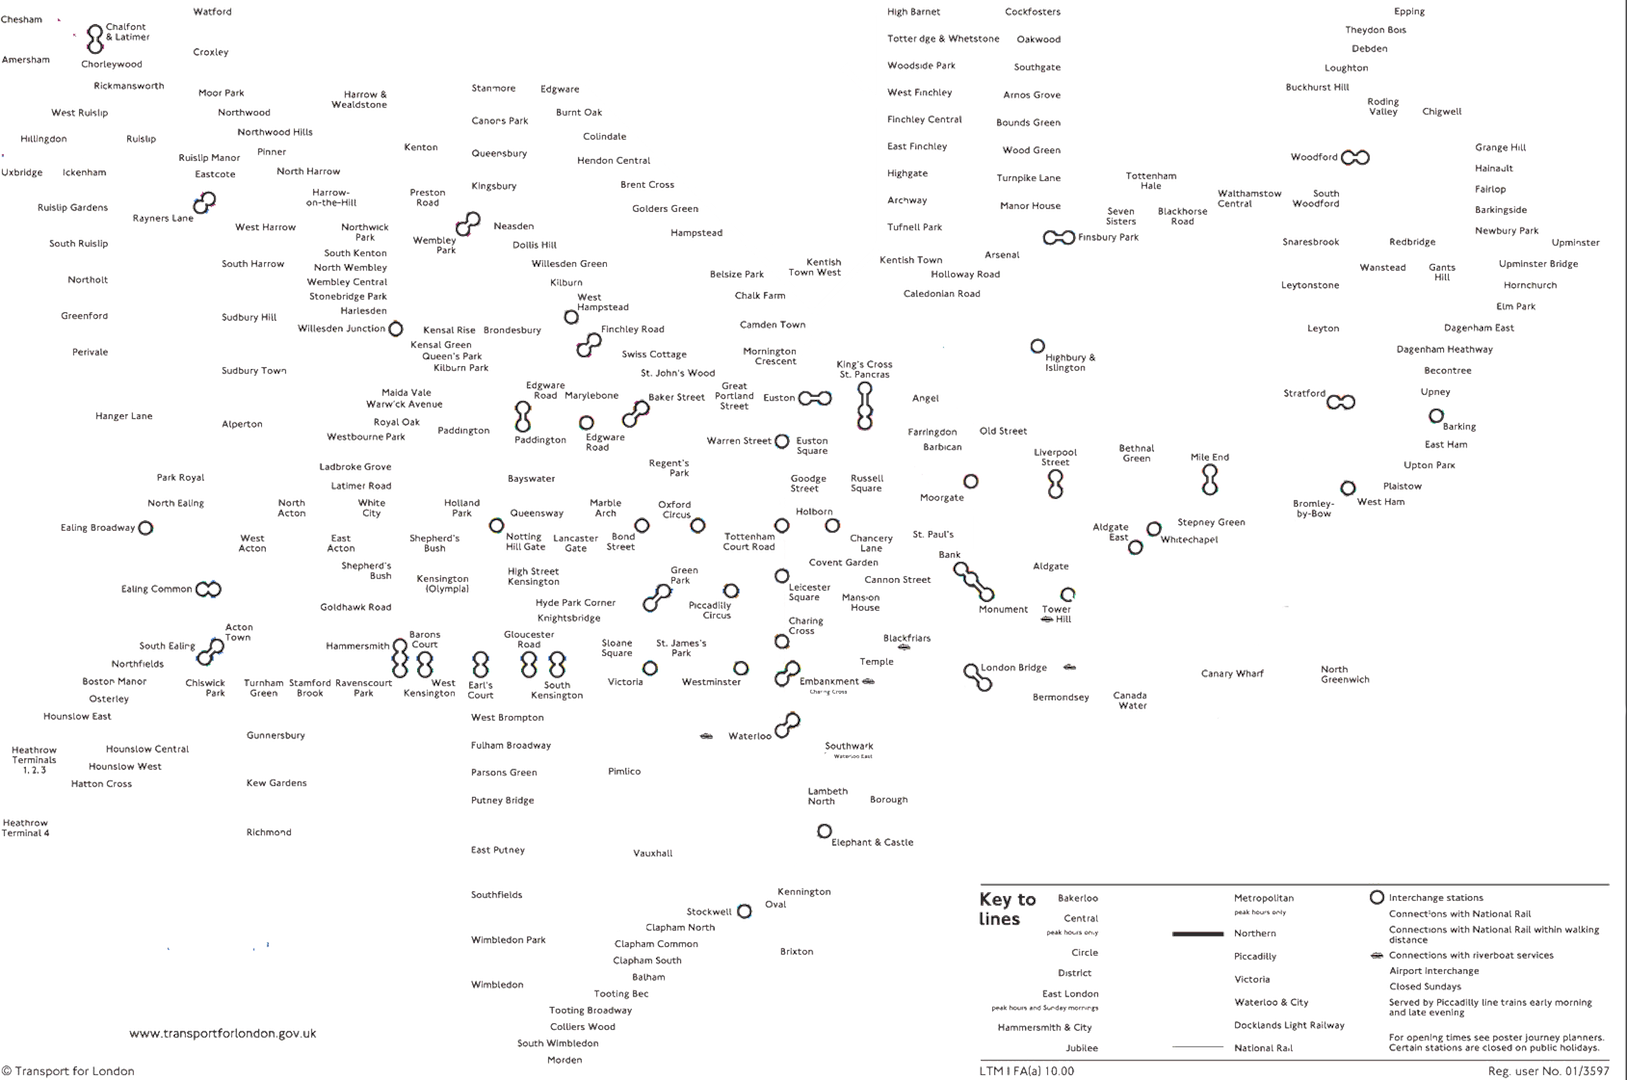 Chesham
Chalfont
& Latimer
Amersham
Chorleywood
Rickmansworth
Watford
Croxley
Moor Park
Northwood
Northwood Hills
Pinner
North Harrow
Harrow-
on-the-Hill
Harrow &
Wealdstone
Kenton
Preston
Road
Northwick
Park
Wembley
Park
West Ruislip
Hillingdon
Ruislip
Ruislip Manor
Eastcote
Uxbridge
Ickenham
Ruislip Gardens
Rayners Lane
West Harrow
South Ruislip
South Harrow
Northolt
Greenford
Sudbury Hill
Perivale
Sudbury Town
Hanger Lane
Alperton
Park Royal
North Ealing
Ealing Broadway
Ealing Common
South Kenton
North Wembley
Wembley Central
Stonebridge Park
Harlesden
Willesden Junction
Kensal Rise
Brondesbury
Kensal Green
Queen's Park
Kilburn Park
Maida Vale
Warwick Avenue
Royal Oak
Westbourne Park
Paddington
Ladbroke Grove
Latimer Road
Stanmore
Canons Park
Queensbury
Kingsbury
Neasden
Dollis Hill
Willesden Green
Kilburn
West
Hampstead
Finchley Road
Swiss Cottage
St. John's Wood
Edgware
Burnt Oak
Colindale
Hendon Central
Brent Cross
Golders Green
Hampstead
Belsize Park
Chalk Farm
Camden Town
Mornington
Crescent
Kentish
Town West
High Barnet
Totteridge & Whetstone
Woodside Park
West Finchley
Finchley Central
East Finchley
Highgate
Archway
Tufnell Park
Kentish Town
Cockfosters
Oakwood
Southgate
Arnos Grove
Bounds Green
Wood Green
Turnpike Lane
Manor House
Finsbury Park
Arsenal
Holloway Road
Caledonian Road
Tottenham
Hale
Seven
Sisters
Blackhorse
Road
Walthamstow
Central
Highbury &
Islington
Epping
Theydon Bois
Debden
Loughton
Buckhurst Hill
Roding
Valley
Chigwell
Woodford
Grange Hill
Hainault
Fairlop
Barkingside
Newbury Park
South
Woodford
Snaresbrook
Redbridge
Wanstead
Gants
Hill
Leytonstone
Leyton
Stratford
Upminster
Upminster Bridge
Hornchurch
Elm Park
Dagenham East
Dagenham Heathway
Becontree
Upney
Barking
East Ham
Upton Park
Plaistow
West Ham
Bromley-
by-Bow
Edgware
Road
Marylebone
Baker Street
Great
Portland
Street
Euston
King's Cross
St. Pancras
Angel
Paddington
Edgware
Road
Warren Street
Euston
Square
Farringdon
Old Street
Barbican
Moorgate
Liverpool
Street
Bethnal
Green
Mile End
Regent's
Park
Bayswater
Goodge
Street
Russell
Square
North
Acton
White
City
Holland
Park
Queensway
Marble
Arch
Oxford
Circus
Holborn
West
Acton
East
Acton
Shepherd's
Bush
Notting
Hill Gate
Lancaster
Gate
Bond
Street
Tottenham
Court Road
Chancery
Lane
St. Paul's
Bank
Aldgate
East
Stepney Green
Whitechapel
Aldgate
Shepherd's
Bush
Kensington
(Olympia)
High Street
Kensington
Green
Park
Covent Garden
Leicester
Square
Cannon Street
Mansion
House
Monument
Tower
Hill
Goldhawk Road
Hyde Park Corner
Knightsbridge
Piccadilly
Circus
Charing
Cross
Blackfriars
Temple
London Bridge
Bermondsey
Canada
Water
Canary Wharf
North
Greenwich
Acton
Town
South Ealing
Northfields
Boston Manor
Osterley
Hounslow East
Hounslow Central
Hounslow West
Hatton Cross
Heathrow
Terminals
1, 2, 3
Heathrow
Terminal 4
Chiswick
Park
Turnham
Green
Stamford
Brook
Ravenscourt
Park
Hammersmith
Barons
Court
West
Kensington
Earl's
Court
Gloucester
Road
South
Kensington
Sloane
Square
Victoria
St. James's
Park
Westminster
Embankment
Charing Cross
Gunnersbury
Kew Gardens
Richmond
West Brompton
Fulham Broadway
Parsons Green
Putney Bridge
East Putney
Southfields
Wimbledon Park
Wimbledon
Waterloo
Southwark
Waterloo East
Pimlico
Lambeth
North
Borough
Elephant & Castle
Vauxhall
Kennington
Oval
Stockwell
Clapham North
Clapham Common
Clapham South
Balham
Tooting Bec
Tooting Broadway
Colliers Wood
South Wimbledon
Morden
Brixton
Key to
lines
Bakerloo
Central
peak hours only
Circle
District
East London
peak hours and Sunday mornings
Hammersmith & City
Jubilee
Metropolitan
peak hours only
Northern
Piccadilly
Victoria
Waterloo & City
Docklands Light Railway
National Rail
Interchange stations
Connections with National Rail
Connections with National Rail within walking
distance
Connections with riverboat services
Airport Interchange
Closed Sundays
Served by Piccadilly line trains early morning
and late evening
For opening times see poster journey planners.
Certain stations are closed on public holidays.
www.transportforlondon.gov.uk
© Transport for London
LTM I FA(a) 10.00
Reg. user No. 01/3597